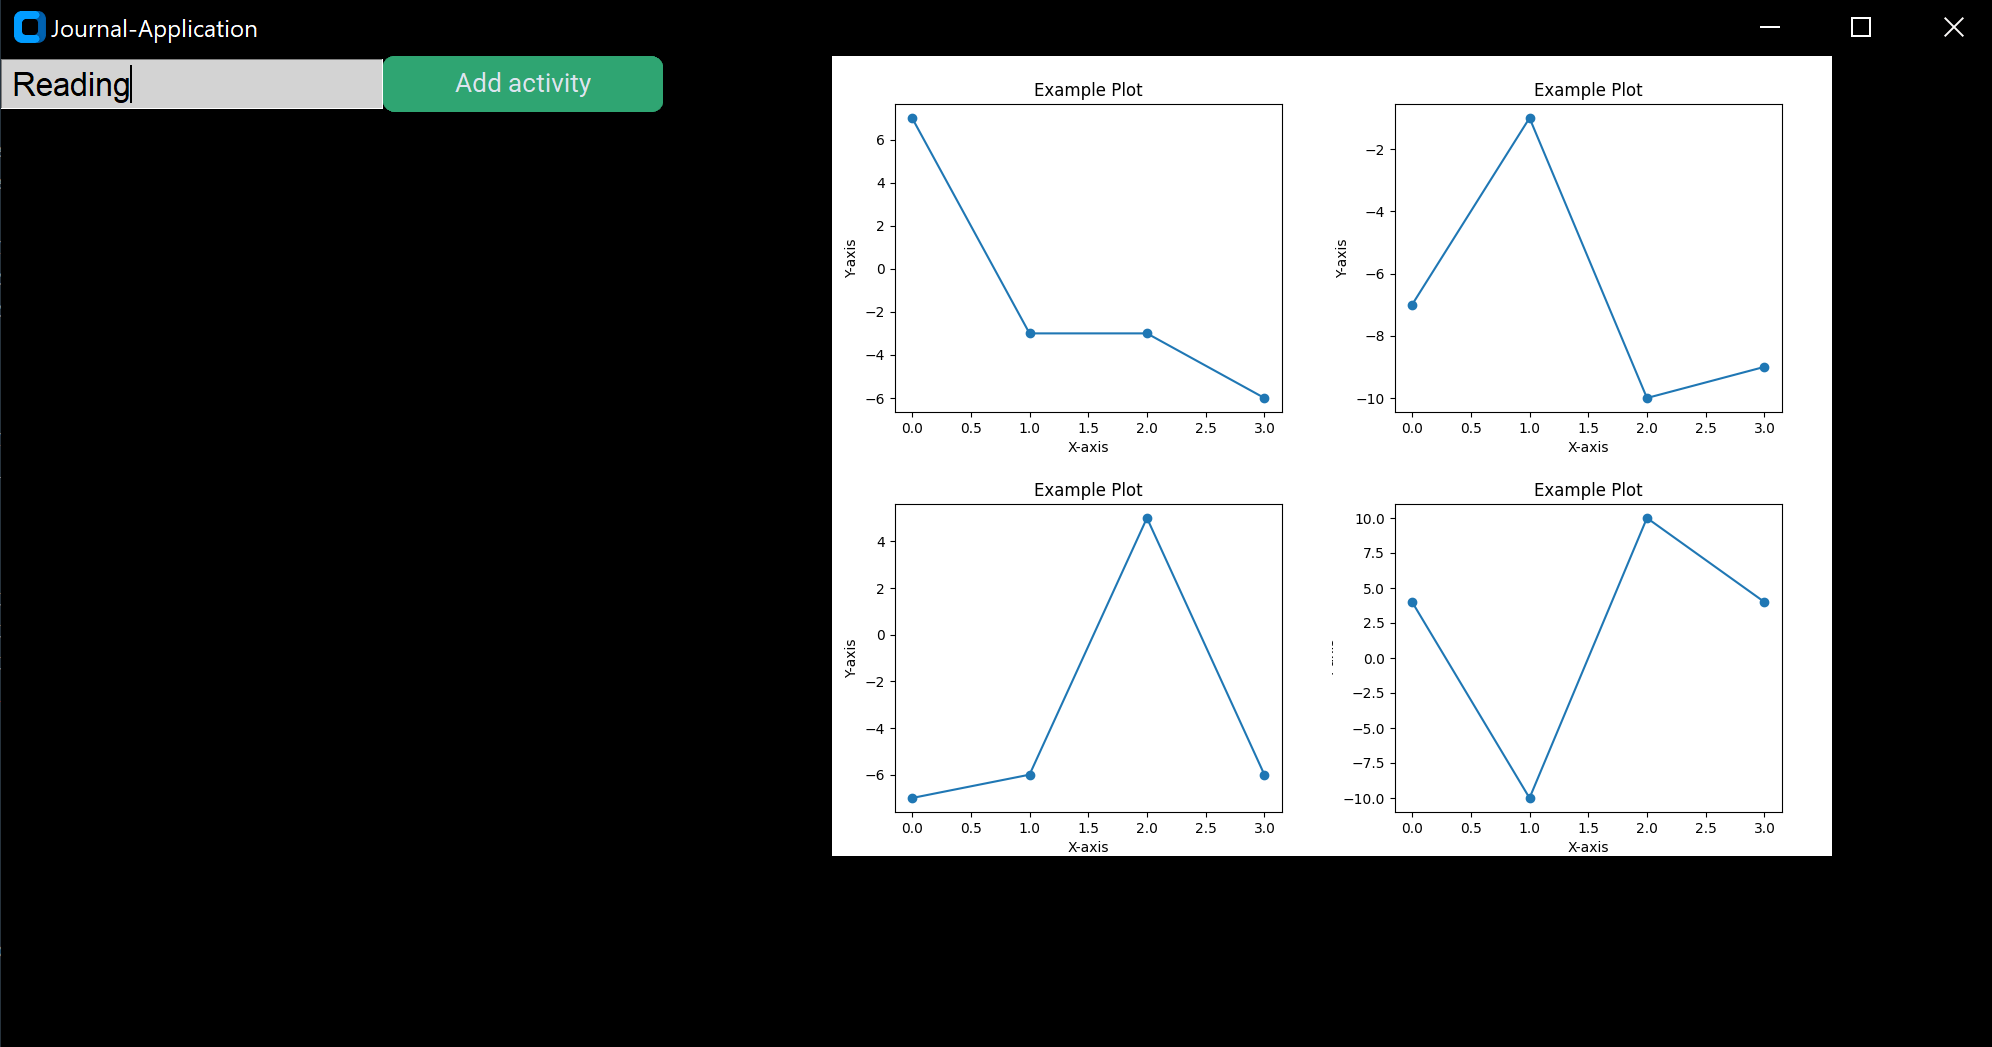 Journal-Application
Reading
Add activity
Example Plot
6
4
2
0
−2
−4
−6
Y-axis
0.0 0.5 1.0 1.5 2.0 2.5 3.0
X-axis
Example Plot
−2
−4
−6
−8
−10
Y-axis
0.0 0.5 1.0 1.5 2.0 2.5 3.0
X-axis
Example Plot
4
2
0
−2
−4
−6
Y-axis
0.0 0.5 1.0 1.5 2.0 2.5 3.0
X-axis
Example Plot
10.0
7.5
5.0
2.5
0.0
−2.5
−5.0
−7.5
−10.0
0.0 0.5 1.0 1.5 2.0 2.5 3.0
X-axis